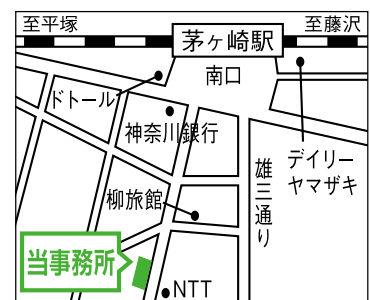 至平塚
至藤沢
茅ヶ崎駅
南口
ドトール
神奈川銀行
デイリー
ヤマザキ
雄三通り
柳旅館
当事務所
NTT